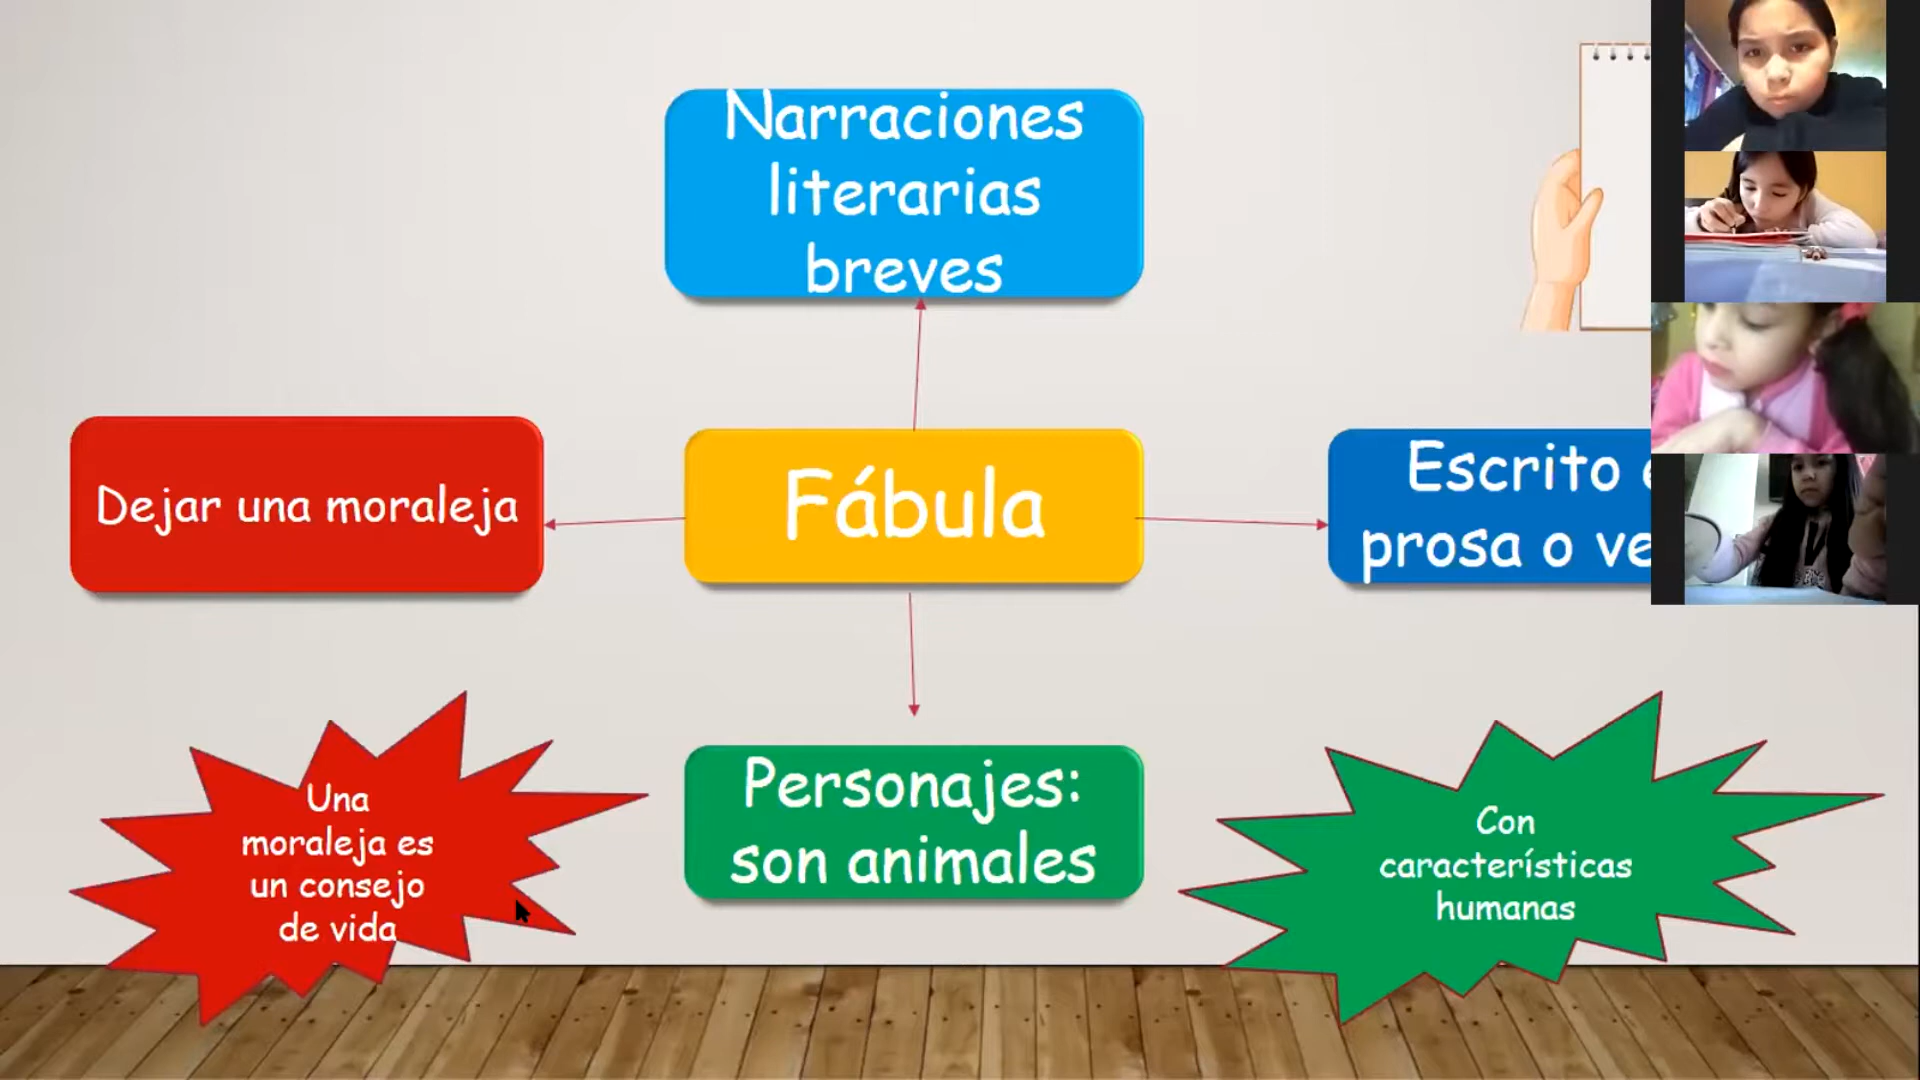 Narraciones
literarias
breves
Dejar una moraleja
Fábula
Escrito
prosa o
Personajes:
son animales
Una
moraleja es
un consejo
de vida
Con
características
humanas